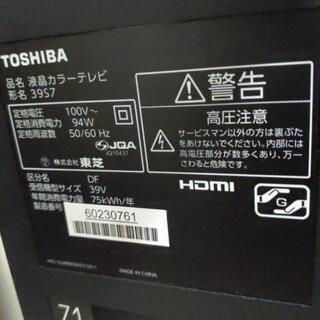 TOSHIBA
品名 液晶カラーテレビ
形名 39S7
定格電圧 100V～
定格消費電力 94W
定格周波数 50/60 Hz
JQA
JQ10437
株式会社 東芝
区分名 DF
受信機型サイズ 39V
年間消費電力量 75kWh/年
製造番号
60230761
MADE IN CHINA
警告
高圧注意
サービスマン以外の方は裏ぶた
をあけないでください。内部には
高電圧部分が数多くあり、万一
さわると危険です。
HDMI
G
71